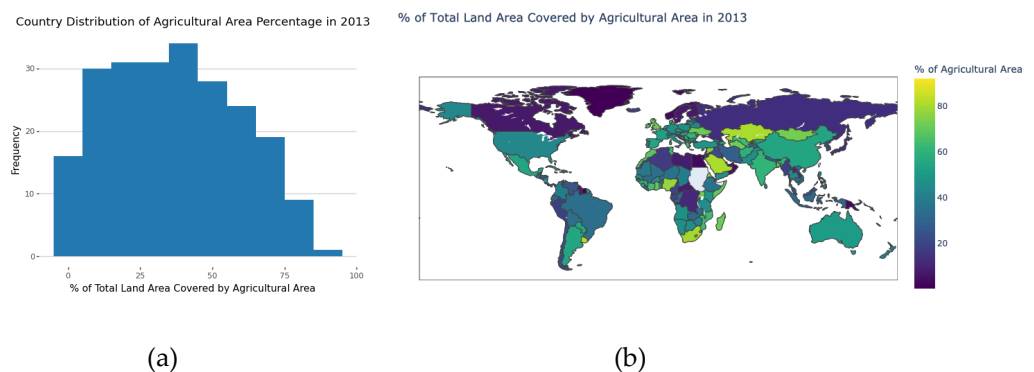 Country Distribution of Agricultural Area Percentage in 2013
30
20
10
0
Frequency
0 25 50 75 100
% of Total Land Area Covered by Agricultural Area
(a)
% of Total Land Area Covered by Agricultural Area in 2013
% of Agricultural Area
80
60
40
20
(b)